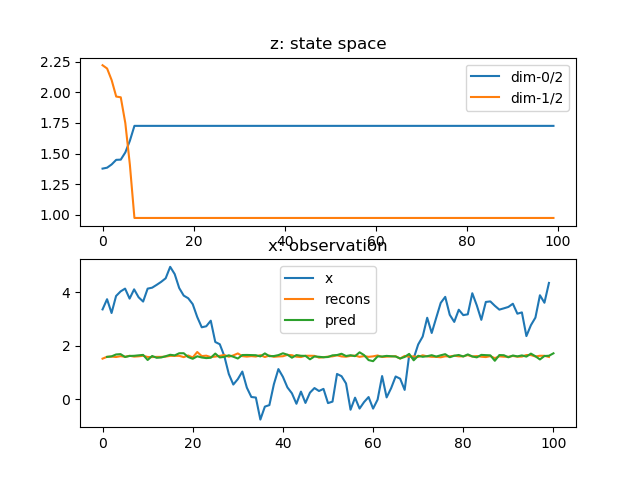 z: state space
2.25
2.00
1.75
1.50
1.25
1.00
dim-0/2
dim-1/2
0 20 40 60 80 100
x: observation
4
2
0
x
recons
pred
0 20 40 60 80 100